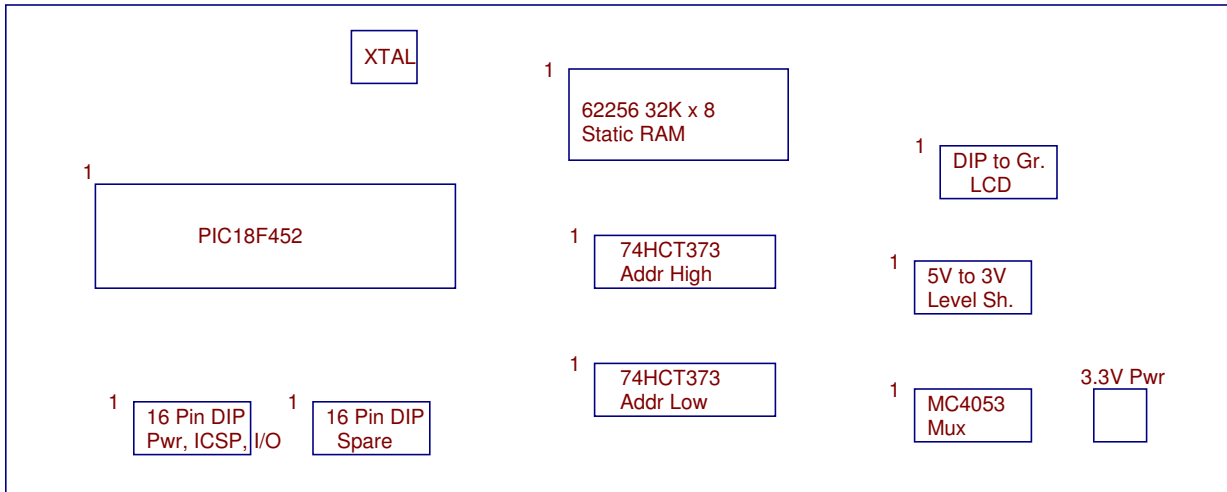 XTAL
1
62256 32K x 8
Static RAM
1
DIP to Gr.
LCD
1
PIC18F452
1
74HCT373
Addr High
1
5V to 3V
Level Sh.
1
74HCT373
Addr Low
1
16 Pin DIP
Pwr, ICSP, I/O
1
16 Pin DIP
Spare
1
MC4053
Mux
3.3V Pwr